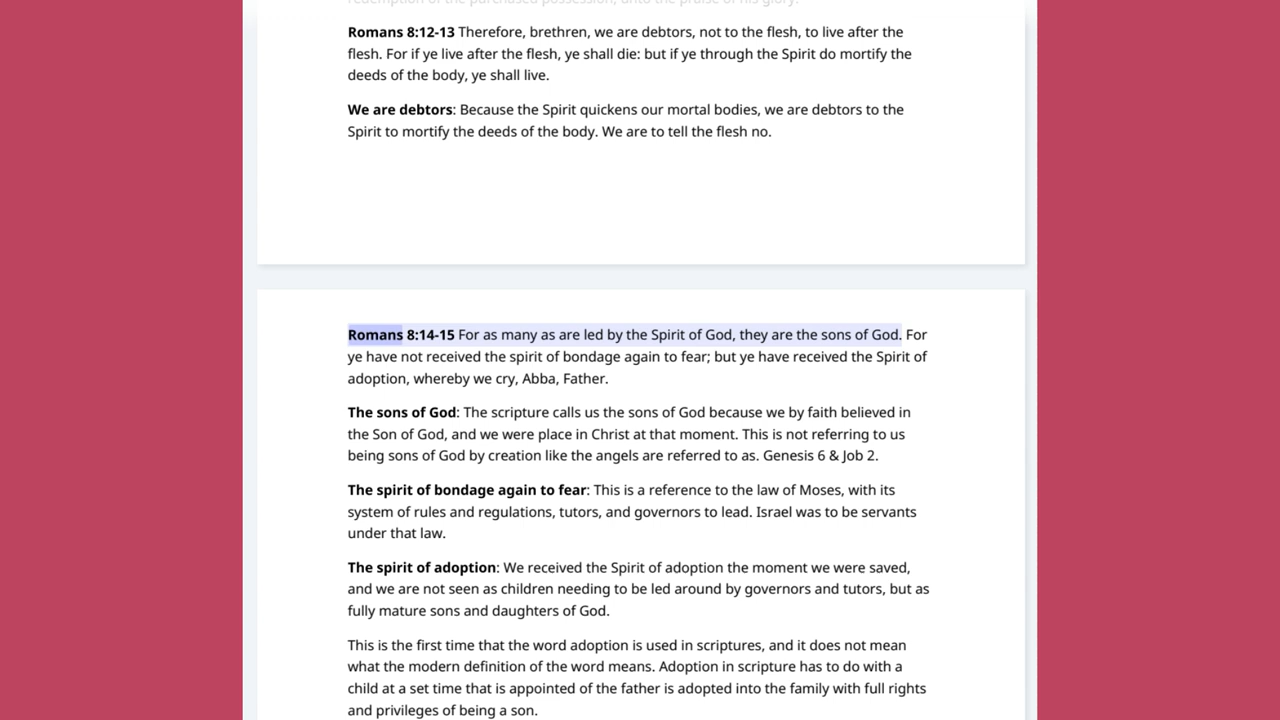 redemption of the purchased possession, unto the praise of his glory.
Romans 8:12-13 Therefore, brethren, we are debtors, not to the flesh, to live after the
flesh. For if ye live after the flesh, ye shall die: but if ye through the Spirit do mortify the
deeds of the body, ye shall live.
We are debtors: Because the Spirit quickens our mortal bodies, we are debtors to the
Spirit to mortify the deeds of the body. We are to tell the flesh no.
Romans 8:14-15 For as many as are led by the Spirit of God, they are the sons of God. For
ye have not received the spirit of bondage again to fear; but ye have received the Spirit of
adoption, whereby we cry, Abba, Father.
The sons of God: The scripture calls us the sons of God because we by faith believed in
the Son of God, and we were place in Christ at that moment. This is not referring to us
being sons of God by creation like the angels are referred to as. Genesis 6 & Job 2.
The spirit of bondage again to fear: This is a reference to the law of Moses, with its
system of rules and regulations, tutors, and governors to lead. Israel was to be servants
under that law.
The spirit of adoption: We received the Spirit of adoption the moment we were saved,
and we are not seen as children needing to be led around by governors and tutors, but as
fully mature sons and daughters of God.
This is the first time that the word adoption is used in scriptures, and it does not mean
what the modern definition of the word means. Adoption in scripture has to do with a
child at a set time that is appointed of the father is adopted into the family with full rights
and privileges of being a son.